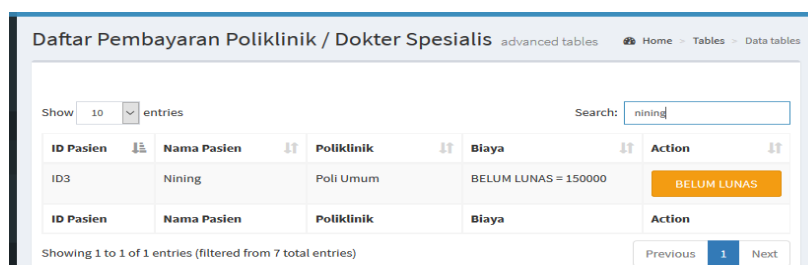 Daftar Pembayaran Poliklinik / Dokter Spesialis advanced tables Home > Tables > Data tables
Show 10 entries Search: nining
ID Pasien Nama Pasien Poliklinik Biaya Action
ID3 Nining Poli Umum BELUM LUNAS = 150000 BELUM LUNAS
ID Pasien Nama Pasien Poliklinik Biaya Action
Showing 1 to 1 of 1 entries (filtered from 7 total entries) Previous 1 Next